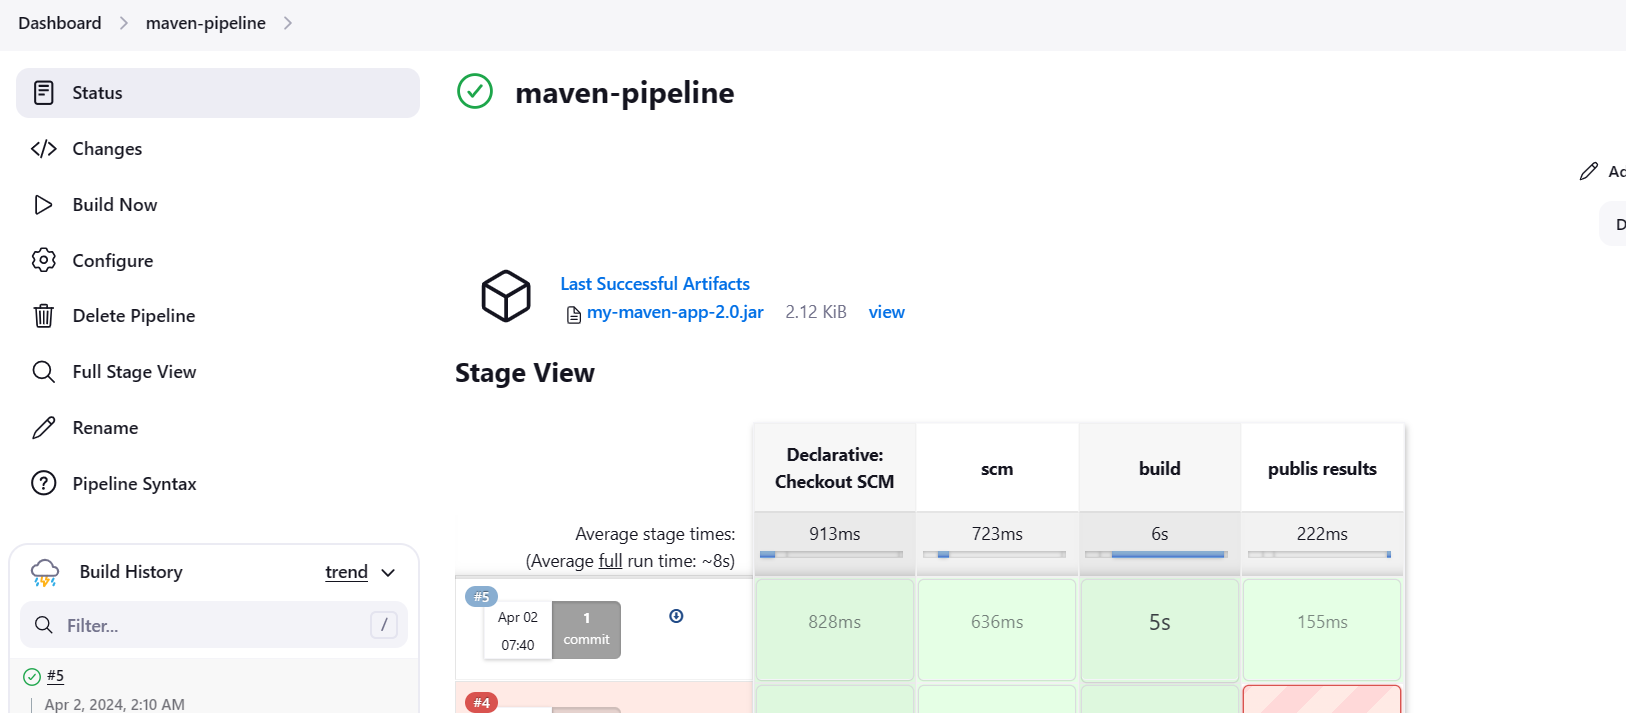 Dashboard
maven-pipeline
Status
Changes
Build Now
Configure
Delete Pipeline
Full Stage View
Rename
Pipeline Syntax
Build History
trend
Filter...
/
#5
Apr 2, 2024, 2:10 AM
maven-pipeline
Last Successful Artifacts
my-maven-app-2.0.jar 2.12 KiB view
Stage View
Declarative:
Checkout SCM
scm
build
publis results
Average stage times:
(Average full run time: ~8s)
913ms
723ms
6s
222ms
#5
Apr 02
07:40
1
commit
828ms
636ms
5s
155ms
#4